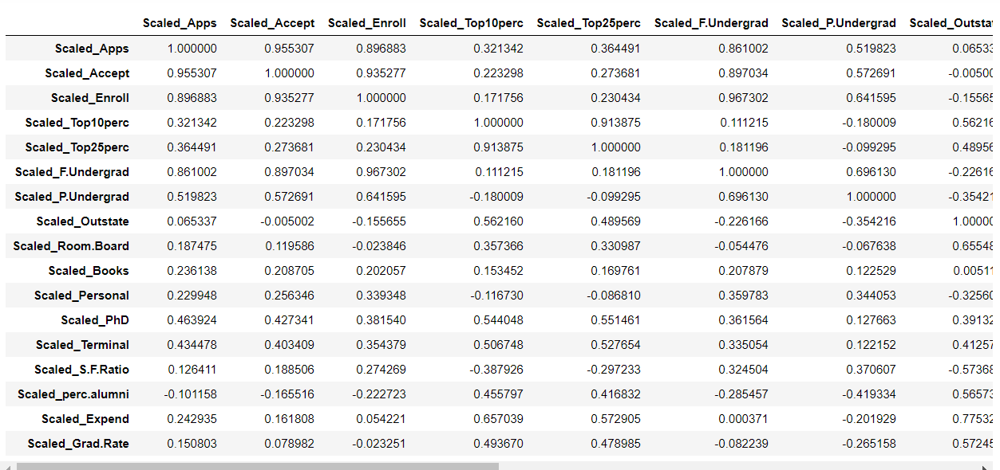 Scaled_Apps Scaled_Accept Scaled_Enroll Scaled_Top10perc Scaled_Top25perc Scaled_F.Undergrad Scaled_P.Undergrad Scaled_Outstat
Scaled_Apps 1.000000 0.955307 0.896883 0.321342 0.364491 0.861002 0.519823 0.06533
Scaled_Accept 0.955307 1.000000 0.935277 0.223298 0.273681 0.897034 0.572691 -0.00500
Scaled_Enroll 0.896883 0.935277 1.000000 0.171756 0.230434 0.967302 0.641595 -0.15565
Scaled_Top10perc 0.321342 0.223298 0.171756 1.000000 0.913875 0.111215 -0.180009 0.56216
Scaled_Top25perc 0.364491 0.273681 0.230434 0.913875 1.000000 0.181196 -0.099295 0.48956
Scaled_F.Undergrad 0.861002 0.897034 0.967302 0.111215 0.181196 1.000000 0.696130 -0.22616
Scaled_P.Undergrad 0.519823 0.572691 0.641595 -0.180009 -0.099295 0.696130 1.000000 -0.35421
Scaled_Outstate 0.065337 -0.005002 -0.155655 0.562160 0.489569 -0.226166 -0.354216 1.00000
Scaled_Room.Board 0.187475 0.119586 -0.023846 0.357366 0.330987 -0.054476 -0.067638 0.65548
Scaled_Books 0.236138 0.208705 0.202057 0.153452 0.169761 0.207879 0.122529 0.00511
Scaled_Personal 0.229948 0.256346 0.339348 -0.116730 -0.086810 0.359783 0.344053 -0.32560
Scaled_PhD 0.463924 0.427341 0.381540 0.544048 0.551461 0.361564 0.127663 0.39132
Scaled_Terminal 0.434478 0.403409 0.354379 0.506748 0.527654 0.335054 0.122152 0.41257
Scaled_S.F.Ratio 0.126411 0.188506 0.274269 -0.387926 -0.297233 0.324504 0.370607 -0.57368
Scaled_perc.alumni -0.101158 -0.165516 -0.222723 0.455797 0.416832 -0.285457 -0.419334 0.56573
Scaled_Expend 0.242935 0.161808 0.054221 0.657039 0.572905 0.000371 -0.201929 0.77532
Scaled_Grad.Rate 0.150803 0.078982 -0.023251 0.493670 0.478985 -0.082239 -0.265158 0.57245